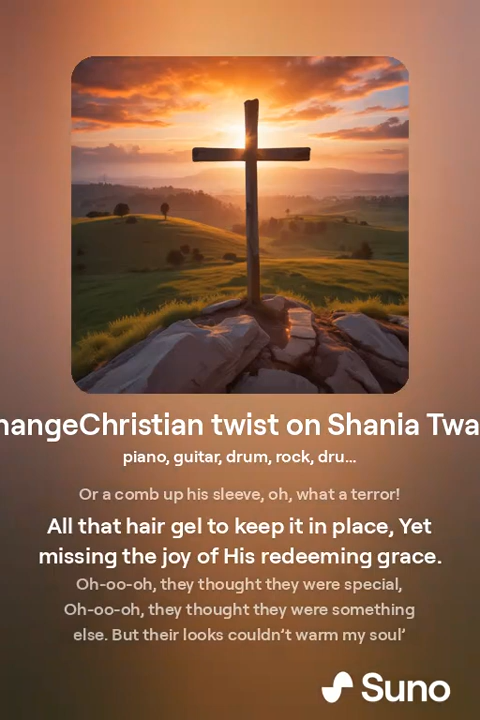 hangeChristian twist on Shania Twa
piano, guitar, drum, rock, dru...
Or a comb up his sleeve, oh, what a terror!
All that hair gel to keep it in place, Yet
missing the joy of His redeeming grace.
Oh-oo-oh, they thought they were special,
Oh-oo-oh, they thought they were something
else. But their looks couldn’t warm my soul’
Suno